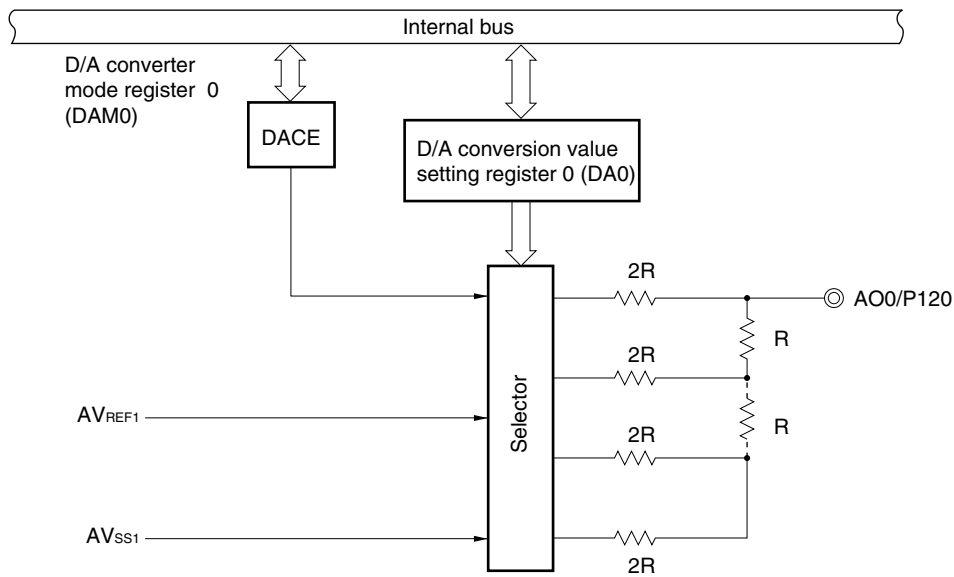 Internal bus
D/A converter
mode register 0
(DAM0)
DACE
D/A conversion value
setting register 0 (DA0)
2R
AO0/P120
R
2R
AVREF1
Selector
R
2R
AVSS1
2R